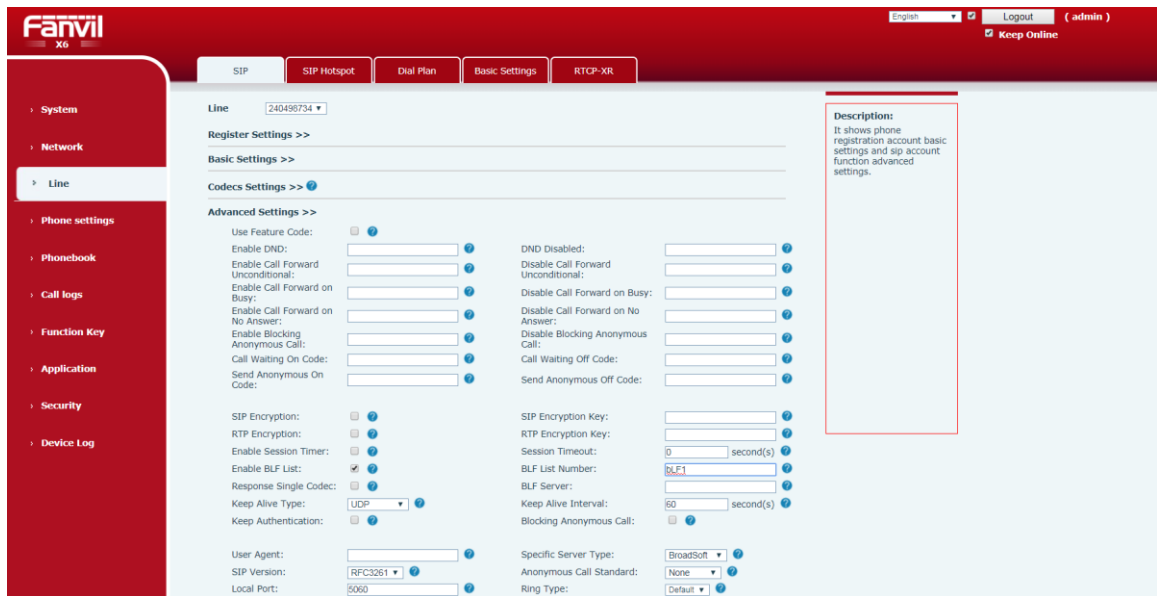 Fanvil
X6
English Logout ( admin )
Keep Online
SIP SIP Hotspot Dial Plan Basic Settings RTCP-XR
› System
› Network
› Line
› Phone settings
› Phonebook
› Call logs
› Function Key
› Application
› Security
› Device Log
Line 240498734
Register Settings >>
Basic Settings >>
Codecs Settings >> ?
Advanced Settings >>
Use Feature Code: ?
Enable DND: ? DND Disabled: ?
Enable Call Forward Unconditional: ? Disable Call Forward Unconditional: ?
Enable Call Forward on Busy: ? Disable Call Forward on Busy: ?
Enable Call Forward on No Answer: ? Disable Call Forward on No Answer: ?
Enable Blocking Anonymous Call: ? Disable Blocking Anonymous Call: ?
Call Waiting On Code: ? Call Waiting Off Code: ?
Send Anonymous On Code: ? Send Anonymous Off Code: ?
SIP Encryption: ? SIP Encryption Key: ?
RTP Encryption: ? RTP Encryption Key: ?
Enable Session Timer: ? Session Timeout: 0 second(s) ?
Enable BLF List: ? BLF List Number: bLF1 ?
Response Single Codec: ? BLF Server: ?
Keep Alive Type: UDP ? Keep Alive Interval: 60 second(s) ?
Keep Authentication: ? Blocking Anonymous Call: ?
User Agent: ? Specific Server Type: BroadSoft ?
SIP Version: RFC3261 ? Anonymous Call Standard: None ?
Local Port: 5060 ? Ring Type: Default ?
Description:
It shows phone
registration account basic
settings and sip account
function advanced
settings.